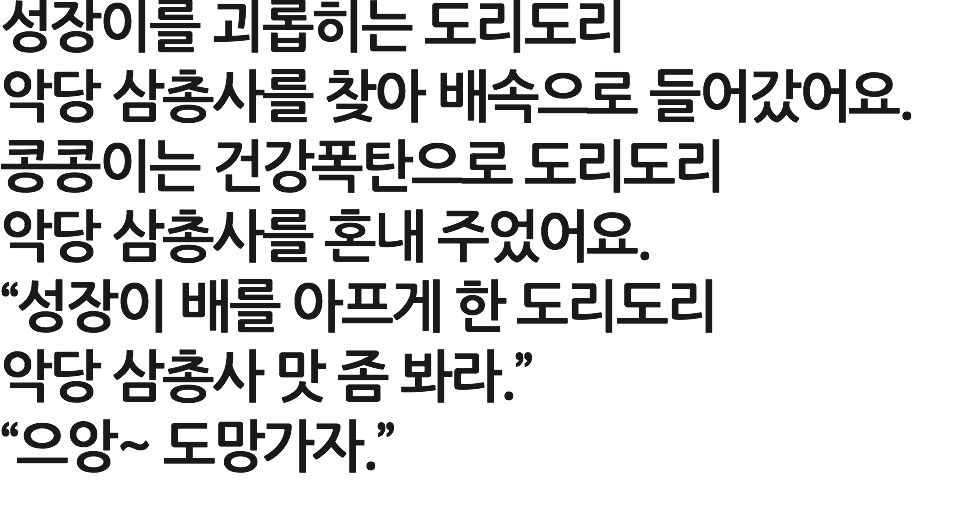 성장이를 괴롭히는 도리도리
악당 삼총사를 찾아 배속으로 들어갔어요.
콩콩이는 건강폭탄으로 도리도리
악당 삼총사를 혼내 주었어요.
“성장이 배를 아프게 한 도리도리
악당 삼총사 맛 좀 봐라.”
“으앙~ 도망가자.”